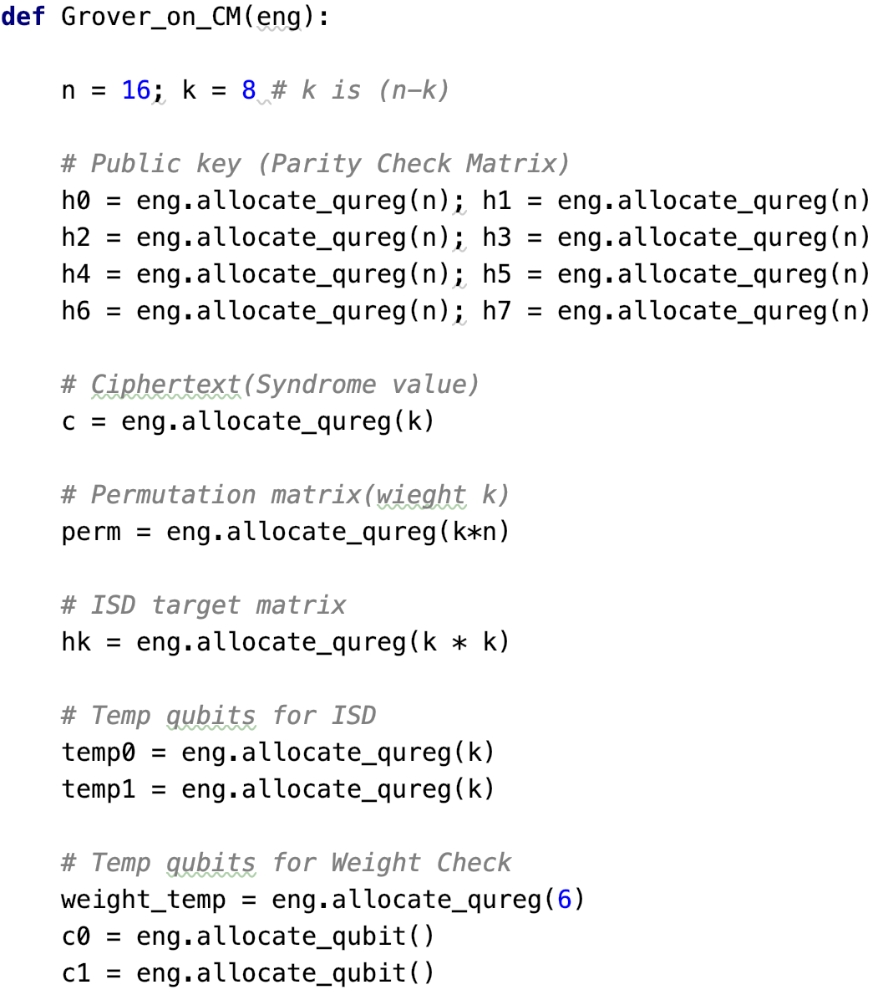 def Grover_on_CM(eng):
n = 16; k = 8 # k is (n-k)
# Public key (Parity Check Matrix)
h0 = eng.allocate_qureg(n); h1 = eng.allocate_qureg(n)
h2 = eng.allocate_qureg(n); h3 = eng.allocate_qureg(n)
h4 = eng.allocate_qureg(n); h5 = eng.allocate_qureg(n)
h6 = eng.allocate_qureg(n); h7 = eng.allocate_qureg(n)
# Ciphertext(Syndrome value)
c = eng.allocate_qureg(k)
# Permutation matrix(wieght k)
perm = eng.allocate_qureg(k*n)
# ISD target matrix
hk = eng.allocate_qureg(k * k)
# Temp qubits for ISD
temp0 = eng.allocate_qureg(k)
temp1 = eng.allocate_qureg(k)
# Temp qubits for Weight Check
weight_temp = eng.allocate_qureg(6)
c0 = eng.allocate_qubit()
c1 = eng.allocate_qubit()